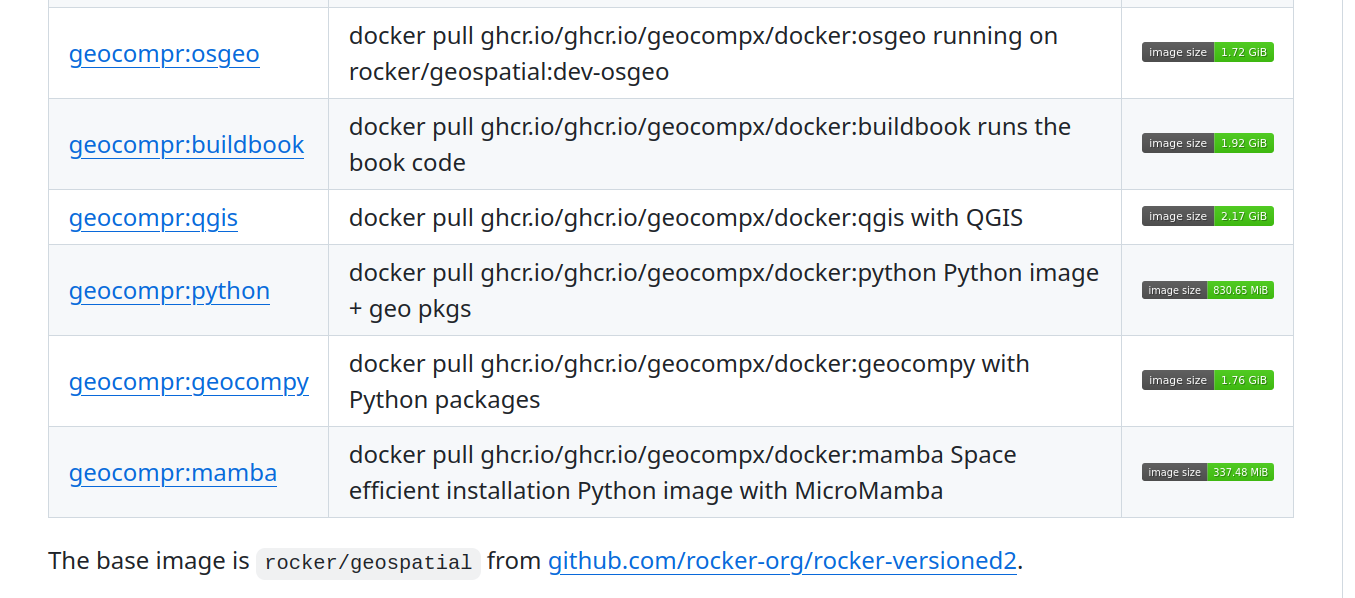 geocompr:osgeo
docker pull ghcr.io/ghcr.io/geocompx/docker:osgeo running on
rocker/geospatial:dev-osgeo
image size 1.72 GiB
geocompr:buildbook
docker pull ghcr.io/ghcr.io/geocompx/docker:buildbook runs the
book code
image size 1.92 GiB
geocompr:qgis
docker pull ghcr.io/ghcr.io/geocompx/docker:qgis with QGIS
image size 2.17 GiB
geocompr:python
docker pull ghcr.io/ghcr.io/geocompx/docker:python Python image
+ geo pkgs
image size 830.65 MiB
geocompr:geocompy
docker pull ghcr.io/ghcr.io/geocompx/docker:geocompy with
Python packages
image size 1.76 GiB
geocompr:mamba
docker pull ghcr.io/ghcr.io/geocompx/docker:mamba Space
efficient installation Python image with MicroMamba
image size 337.48 MiB
The base image is rocker/geospatial from github.com/rocker-org/rocker-versioned2.